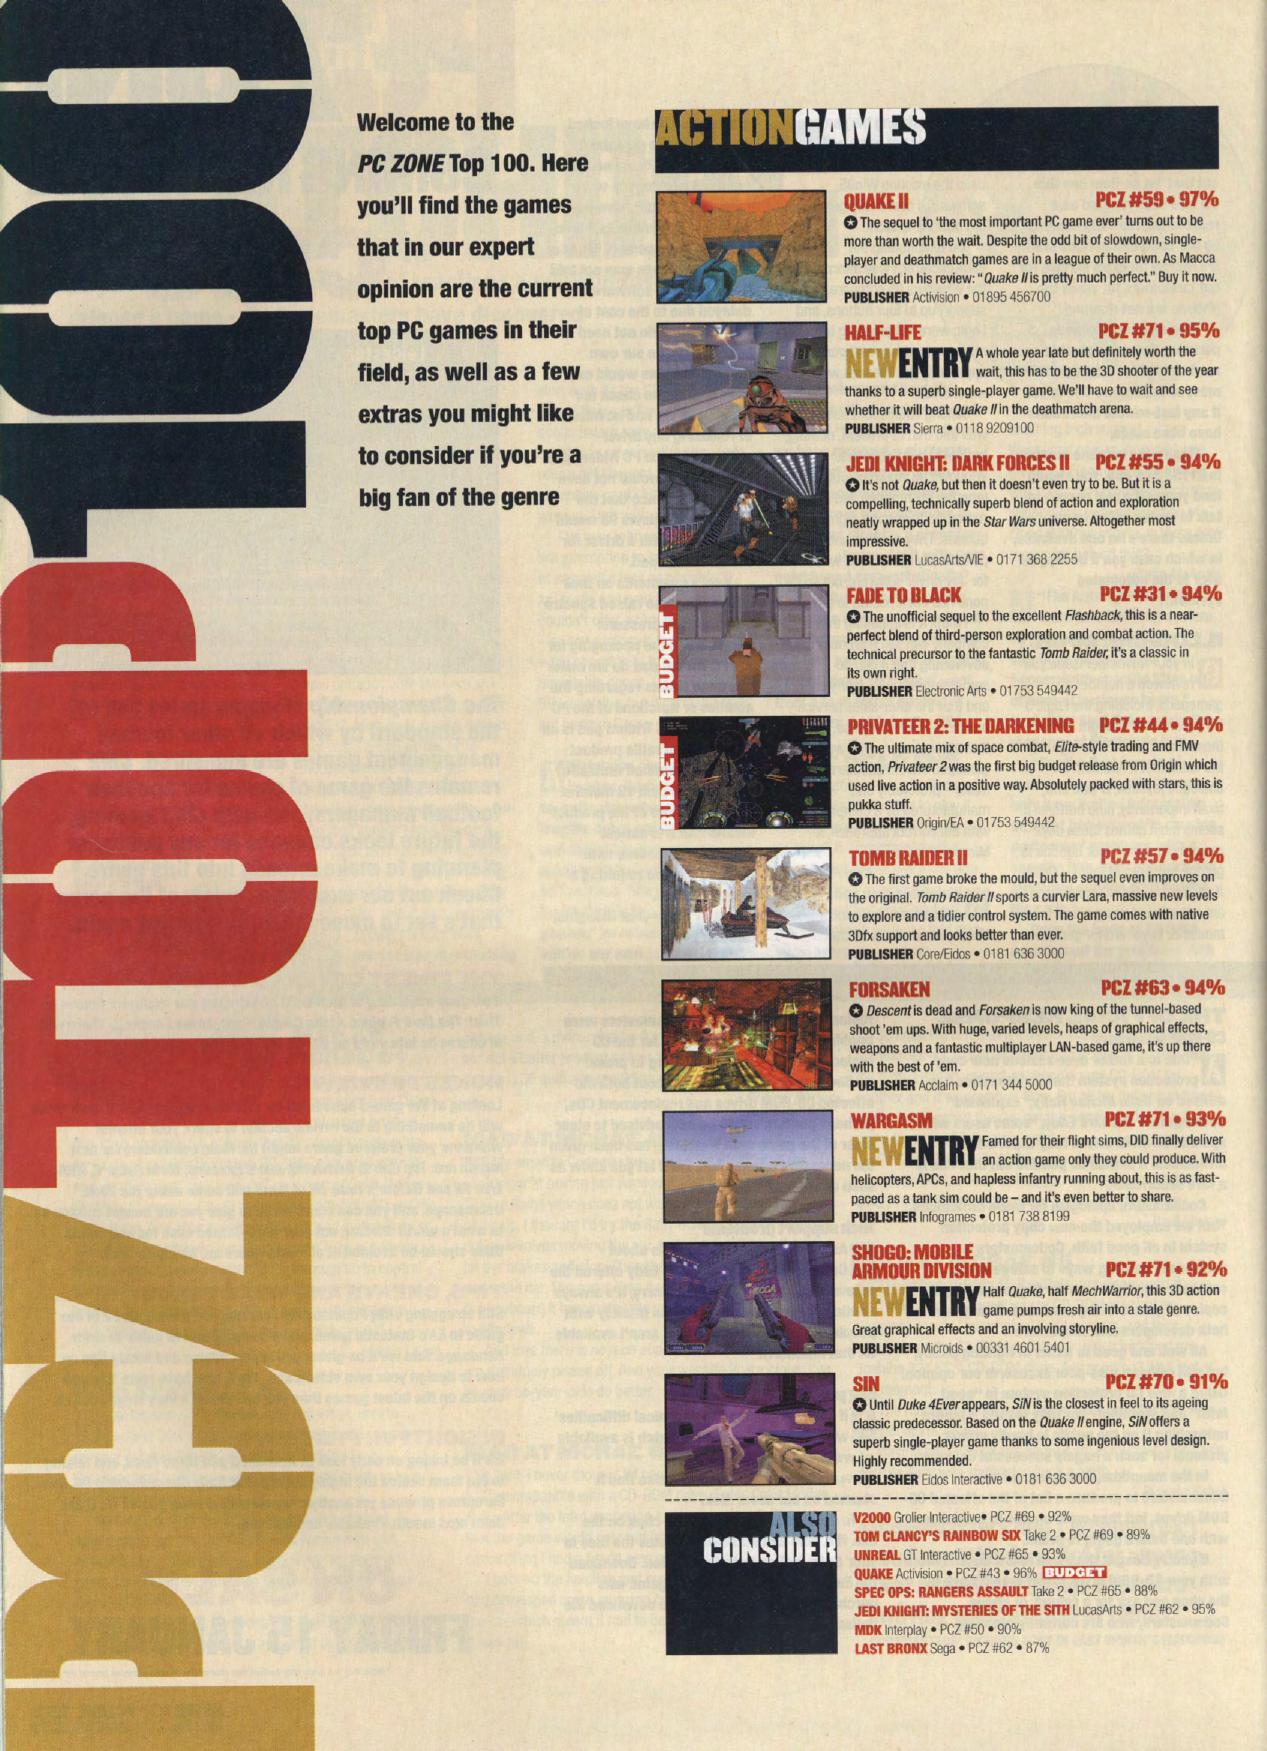 PCZ TOP 100
Welcome to the
PC ZONE Top 100. Here
you'll find the games
that in our expert
opinion are the current
top PC games in their
field, as well as a few
extras you might like
to consider if you're a
big fan of the genre
ACTIONGAMES
QUAKE II PCZ #59 • 97%
✪ The sequel to 'the most important PC game ever' turns out to be
more than worth the wait. Despite the odd bit of slowdown, single-
player and deathmatch games are in a league of their own. As Macca
concluded in his review: "Quake II is pretty much perfect." Buy it now.
PUBLISHER Activision • 01895 456700
HALF-LIFE PCZ #71 • 95%
NEWENTRY A whole year late but definitely worth the
wait, this has to be the 3D shooter of the year
thanks to a superb single-player game. We'll have to wait and see
whether it will beat Quake II in the deathmatch arena.
PUBLISHER Sierra • 0118 9209100
JEDI KNIGHT: DARK FORCES II PCZ #55 • 94%
✪ It's not Quake, but then it doesn't even try to be. But it is a
compelling, technically superb blend of action and exploration
neatly wrapped up in the Star Wars universe. Altogether most
impressive.
PUBLISHER LucasArts/VIE • 0171 368 2255
BUDGET
FADE TO BLACK PCZ #31 • 94%
✪ The unofficial sequel to the excellent Flashback, this is a near-
perfect blend of third-person exploration and combat action. The
technical precursor to the fantastic Tomb Raider, it's a classic in
its own right.
PUBLISHER Electronic Arts • 01753 549442
BUDGET
PRIVATEER 2: THE DARKENING PCZ #44 • 94%
✪ The ultimate mix of space combat, Elite-style trading and FMV
action, Privateer 2 was the first big budget release from Origin which
used live action in a positive way. Absolutely packed with stars, this is
pukka stuff.
PUBLISHER Origin/EA • 01753 549442
TOMB RAIDER II PCZ #57 • 94%
✪ The first game broke the mould, but the sequel even improves on
the original. Tomb Raider II sports a curvier Lara, massive new levels
to explore and a tidier control system. The game comes with native
3Dfx support and looks better than ever.
PUBLISHER Core/Eidos • 0181 636 3000
FORSAKEN PCZ #63 • 94%
✪ Descent is dead and Forsaken is now king of the tunnel-based
shoot 'em ups. With huge, varied levels, heaps of graphical effects,
weapons and a fantastic multiplayer LAN-based game, it's up there
with the best of 'em.
PUBLISHER Acclaim • 0171 344 5000
WARGASM PCZ #71 • 93%
NEWENTRY Famed for their flight sims, DID finally deliver
an action game only they could produce. With
helicopters, APCs, and hapless infantry running about, this is as fast-
paced as a tank sim could be – and it's even better to share.
PUBLISHER Infogrames • 0181 738 8199
SHOGO: MOBILE
ARMOUR DIVISION PCZ #71 • 92%
NEWENTRY Half Quake, half MechWarrior, this 3D action
game pumps fresh air into a stale genre.
Great graphical effects and an involving storyline.
PUBLISHER Microids • 00331 4601 5401
SIN PCZ #70 • 91%
✪ Until Duke 4Ever appears, SiN is the closest in feel to its ageing
classic predecessor. Based on the Quake II engine, SiN offers a
superb single-player game thanks to some ingenious level design.
Highly recommended.
PUBLISHER Eidos Interactive • 0181 636 3000
ALSO
CONSIDER
V2000 Grolier Interactive • PCZ #69 • 92%
TOM CLANCY'S RAINBOW SIX Take 2 • PCZ #69 • 89%
UNREAL GT Interactive • PCZ #65 • 93%
QUAKE Activision • PCZ #43 • 96% BUDGET
SPEC OPS: RANGERS ASSAULT Take 2 • PCZ #65 • 88%
JEDI KNIGHT: MYSTERIES OF THE SITH LucasArts • PCZ #62 • 95%
MDK Interplay • PCZ #50 • 90%
LAST BRONX Sega • PCZ #62 • 87%